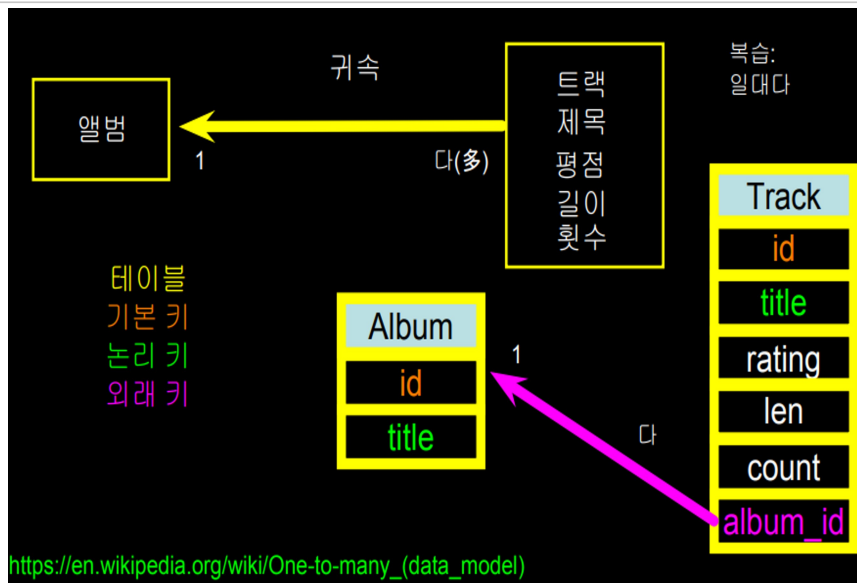 귀속
복습:
일대다
앨범
1
다(多)
트랙
제목
평점
길이
횟수
테이블
기본 키
논리 키
외래 키
Album
id
title
1
다
Track
id
title
rating
len
count
album_id
https://en.wikipedia.org/wiki/One-to-many_(data_model)